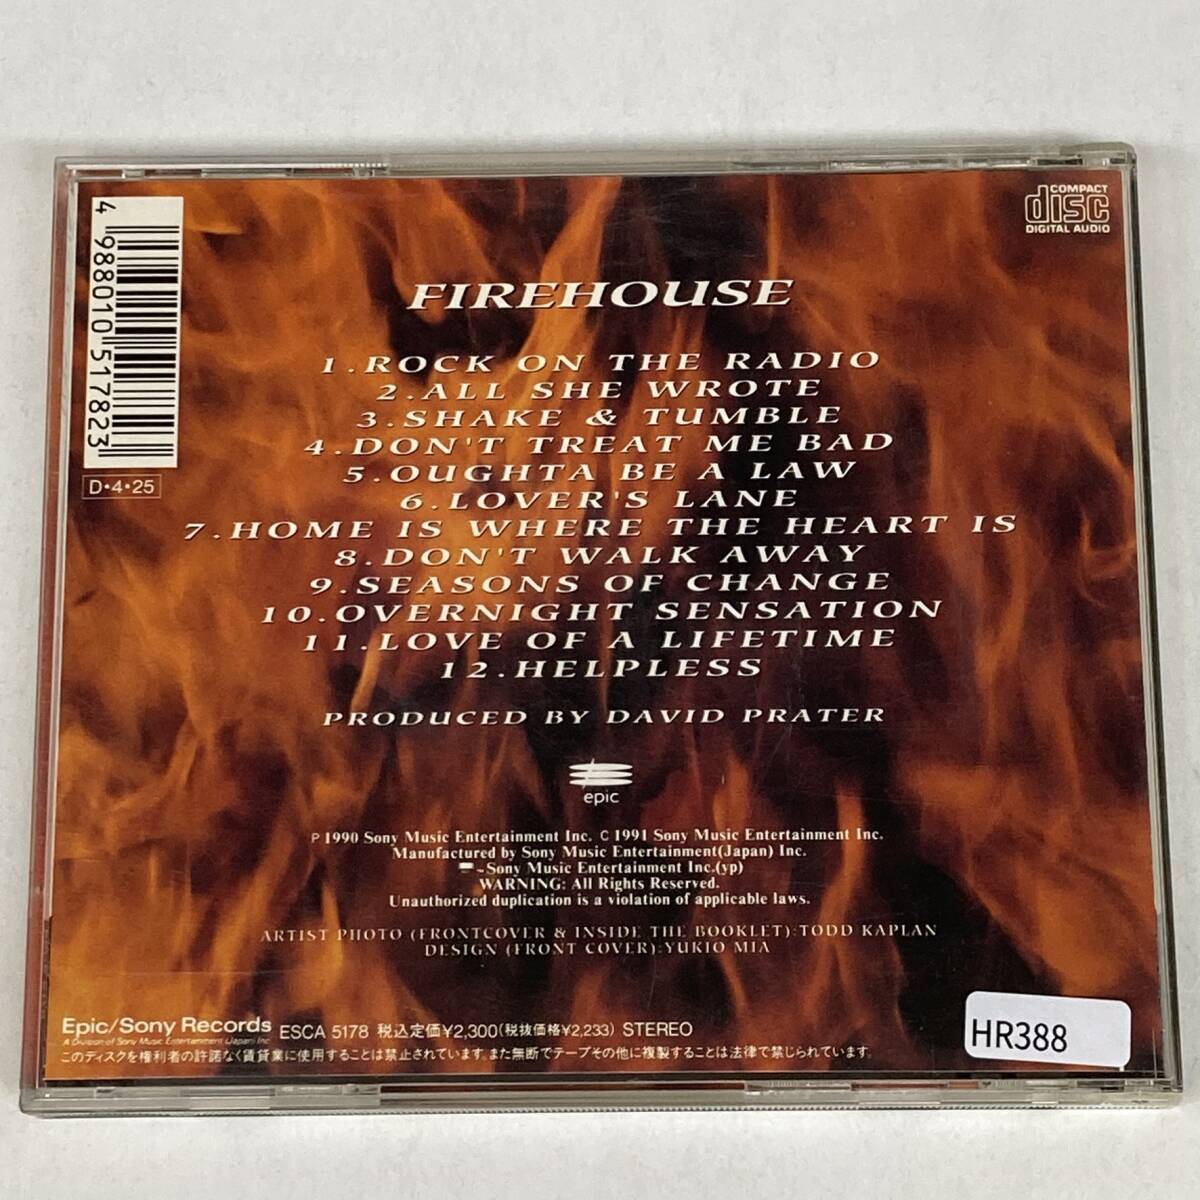 COMPACT
disc
DIGITAL AUDIO
4 988010 517823
D•4•25
FIREHOUSE
1.ROCK ON THE RADIO
2.ALL SHE WROTE
3.SHAKE & TUMBLE
4.DON'T TREAT ME BAD
5.OUGHTA BE A LAW
6.LOVER'S LANE
7.HOME IS WHERE THE HEART IS
8.DON'T WALK AWAY
9.SEASONS OF CHANGE
10.OVERNIGHT SENSATION
11.LOVE OF A LIFETIME
12.HELPLESS
PRODUCED BY DAVID PRATER
epic
P 1990 Sony Music Entertainment Inc. C 1991 Sony Music Entertainment Inc.
Manufactured by Sony Music Entertainment(Japan) Inc.
~Sony Music Entertainment Inc.(yp)
WARNING: All Rights Reserved.
Unauthorized duplication is a violation of applicable laws.
ARTIST PHOTO (FRONTCOVER & INSIDE THE BOOKLET):TODD KAPLAN
DESIGN (FRONT COVER):YUKIO MIA
Epic/Sony Records
A Division of Sony Music Entertainment (Japan) Inc.
ESCA 5178 税込定価¥2,300(税抜価格¥2,233) STEREO
このディスクを権利者の許諾なく賃貸業に使用することは禁止されています。また無断でテープその他に複製することは法律で禁じられています。
HR388